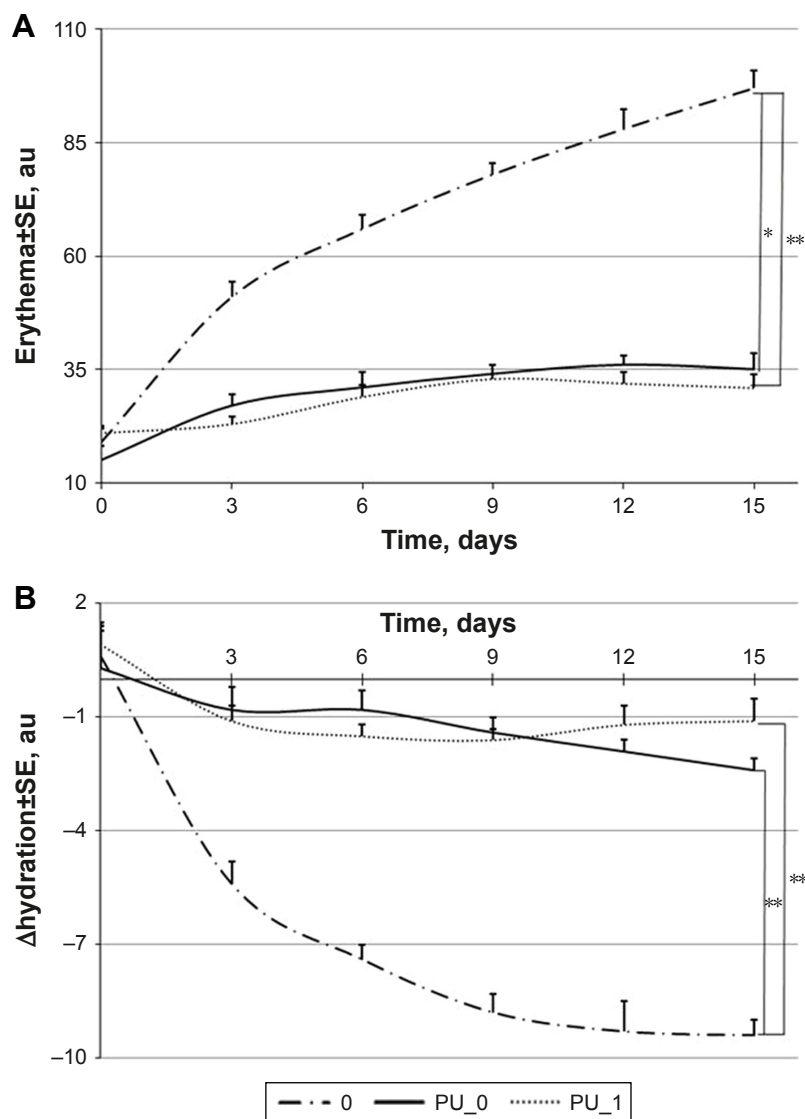 A
110
85
60
35
10
Erythema±SE, au
*
**
0 3 6 9 12 15
Time, days
B
2
–1
–4
–7
–10
Δhydration±SE, au
Time, days
3 6 9 12 15
**
**
0 PU_0 PU_1